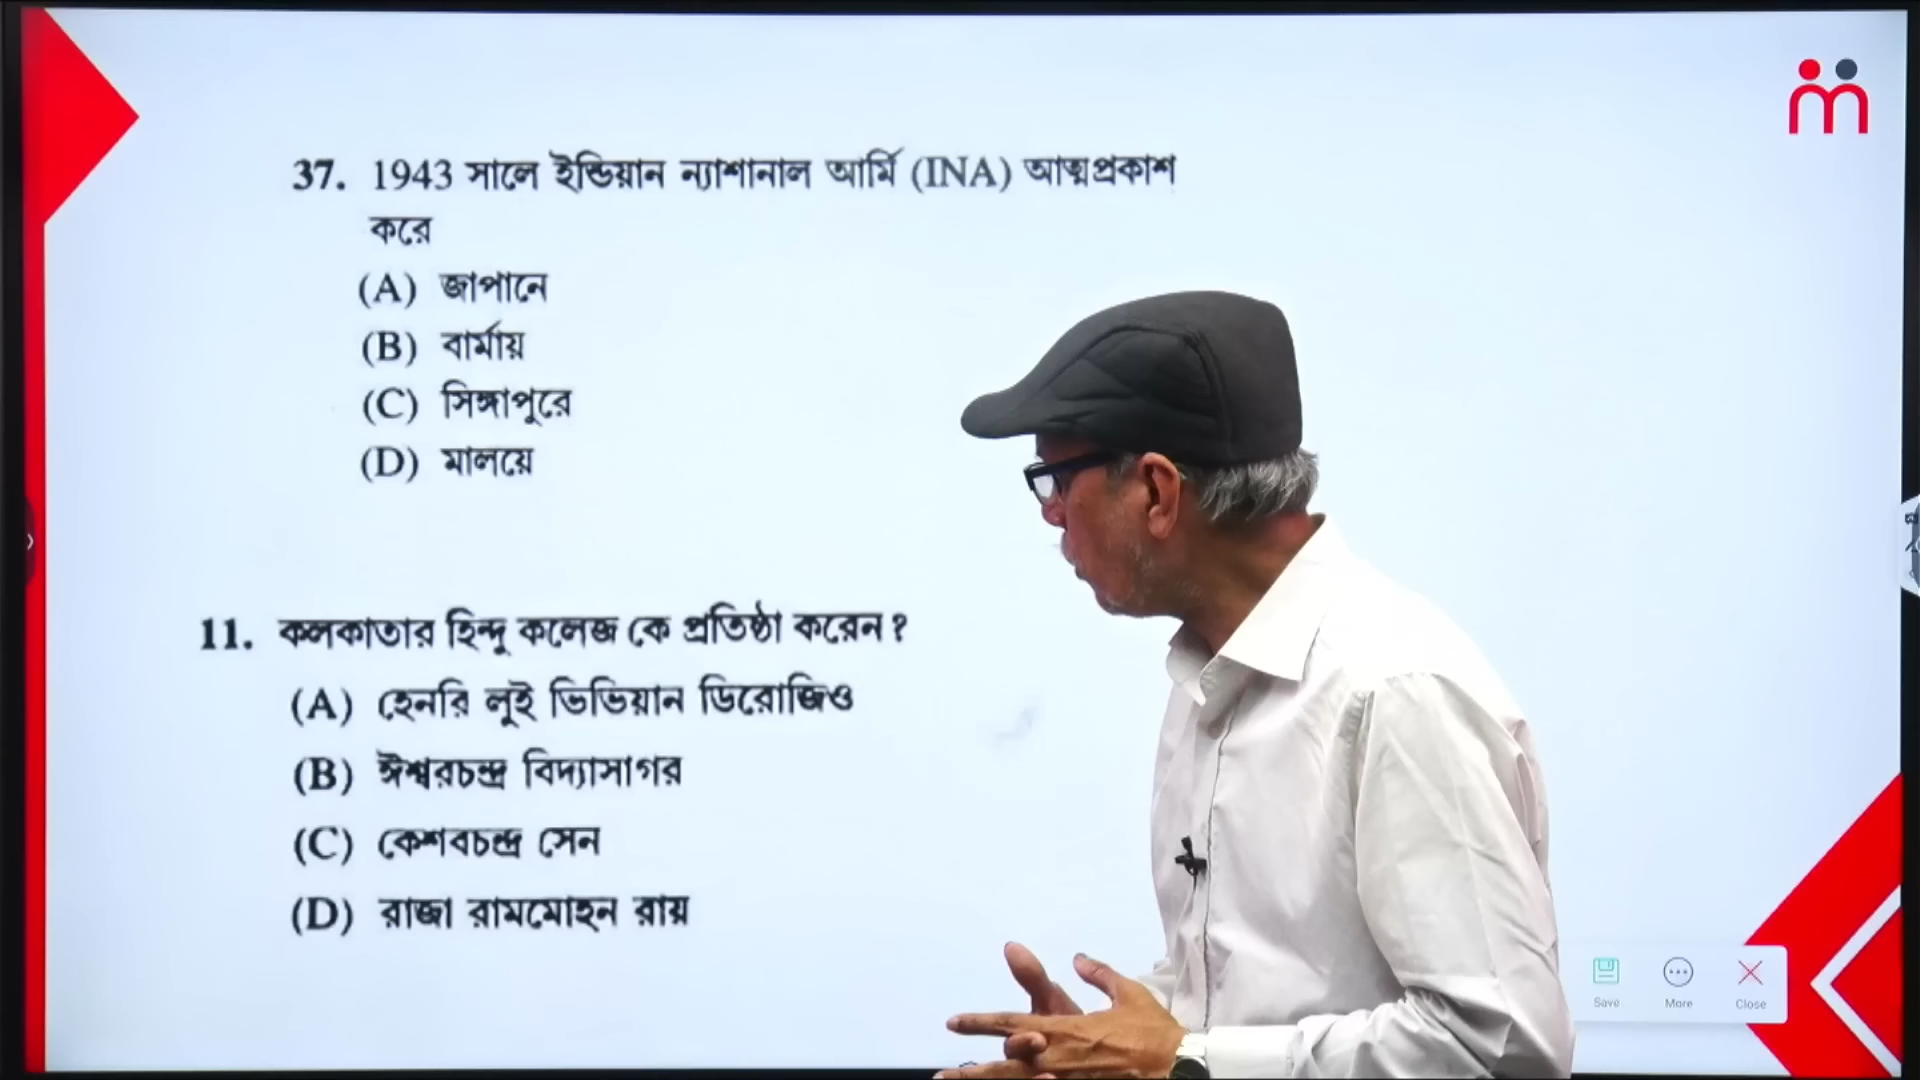 37. 1943 সালে ইন্ডিয়ান ন্যাশানাল আর্মি (INA) আত্মপ্রকাশ
করে
(A) জাপানে
(B) বার্মায়
(C) সিঙ্গাপুরে
(D) মালয়ে
11. কলকাতার হিন্দু কলেজ কে প্রতিষ্ঠা করেন ?
(A) হেনরি লুই ভিভিয়ান ডিরোজিও
(B) ঈশ্বরচন্দ্র বিদ্যাসাগর
(C) কেশবচন্দ্র সেন
(D) রাজা রামমোহন রায়
Save More Close